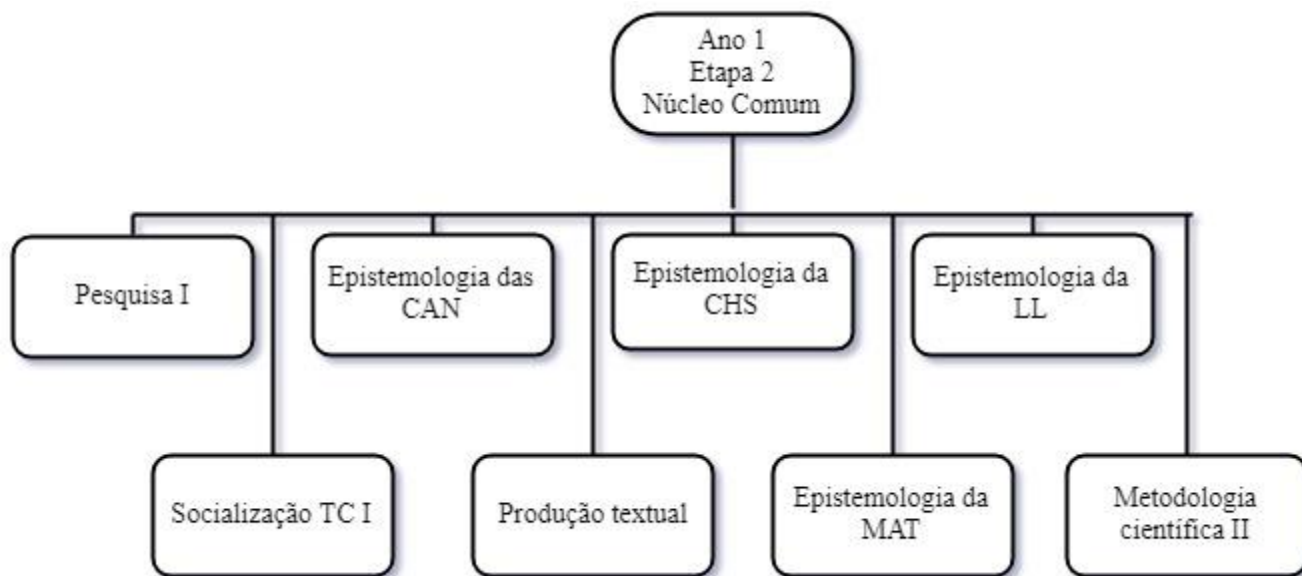 Ano 1
Etapa 2
Núcleo Comum
Pesquisa I
Epistemologia das
CAN
Epistemologia da
CHS
Epistemologia da
LL
Socialização TC I
Produção textual
Epistemologia da
MAT
Metodologia
científica II